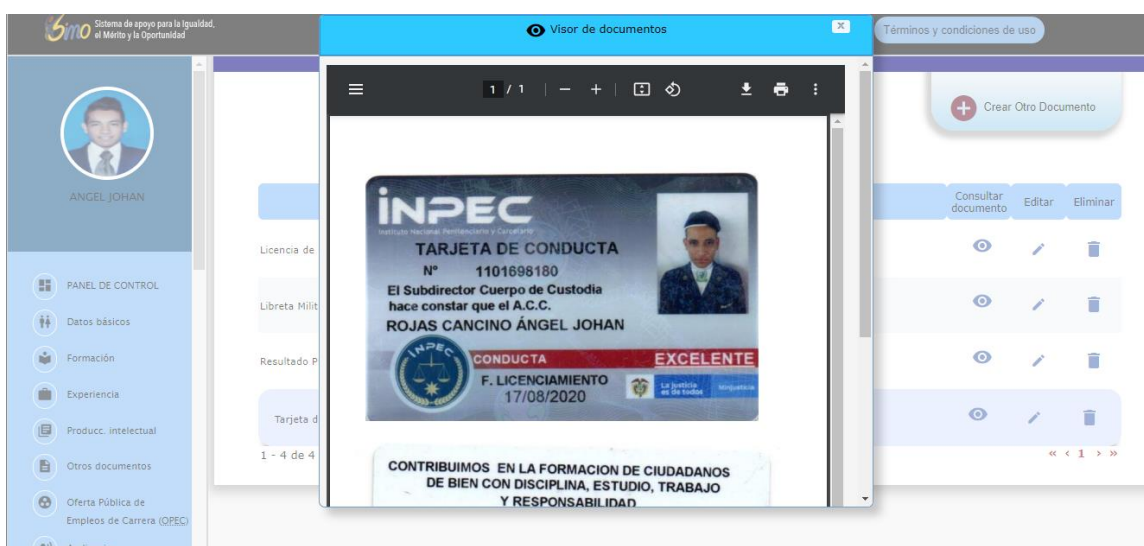 Simo
Sistema de apoyo para la Igualdad,
el Mérito y la Oportunidad
Visor de documentos
x
Términos y condiciones de uso
1 / 1
Crear Otro Documento
ANGEL JOHAN
Consultar documento
Editar
Eliminar
Licencia de
Libreta Milit
Resultado P
Tarjeta d
1 - 4 de 4
« ‹ 1 › »
PANEL DE CONTROL
Datos básicos
Formación
Experiencia
Producc. intelectual
Otros documentos
Oferta Pública de
Empleos de Carrera (OPEC)
INPEC
Instituto Nacional Penitenciario y Carcelario
TARJETA DE CONDUCTA
N° 1101698180
El Subdirector Cuerpo de Custodia
hace constar que el A.C.C.
ROJAS CANCINO ÁNGEL JOHAN
INPEC
CONDUCTA EXCELENTE
F. LICENCIAMIENTO
17/08/2020
La justicia
es de todos
Minjusticia
CONTRIBUIMOS EN LA FORMACION DE CIUDADANOS
DE BIEN CON DISCIPLINA, ESTUDIO, TRABAJO
Y RESPONSABILIDAD